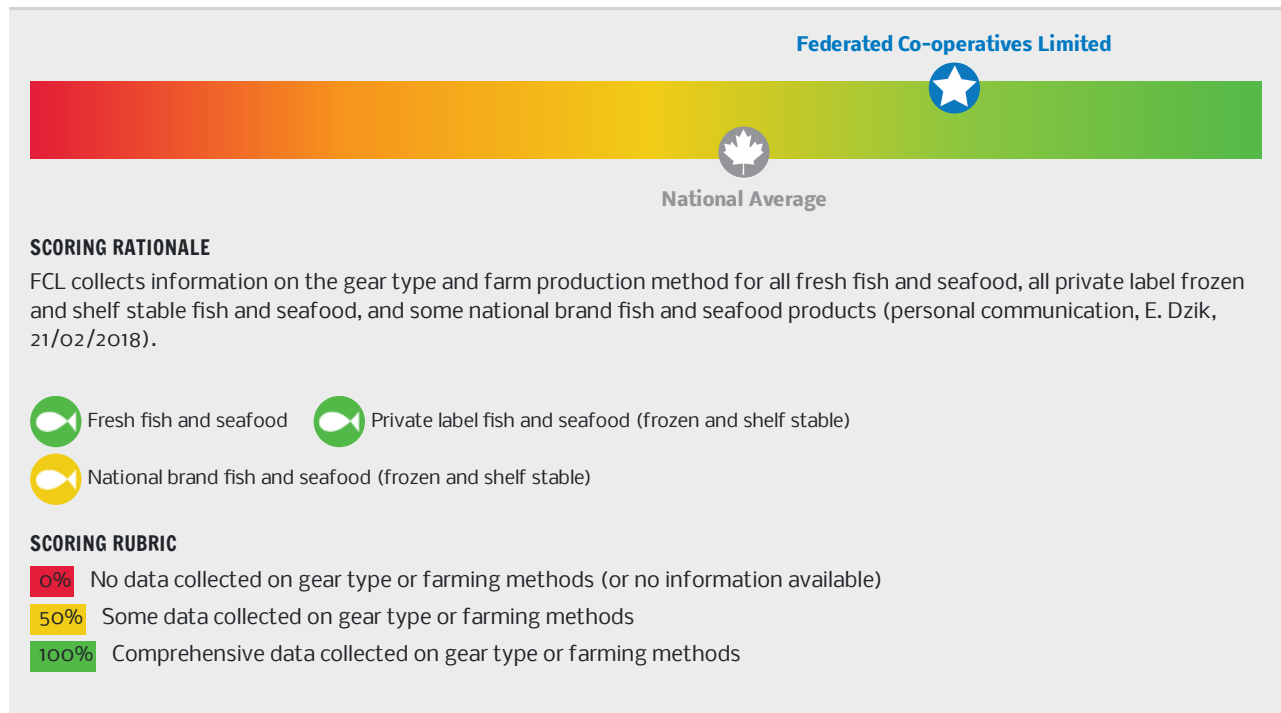 Federated Co-operatives Limited
National Average
SCORING RATIONALE
FCL collects information on the gear type and farm production method for all fresh fish and seafood, all private label frozen
and shelf stable fish and seafood, and some national brand fish and seafood products (personal communication, E. Dzik,
21/02/2018).
Fresh fish and seafood Private label fish and seafood (frozen and shelf stable)
National brand fish and seafood (frozen and shelf stable)
SCORING RUBRIC
0% No data collected on gear type or farming methods (or no information available)
50% Some data collected on gear type or farming methods
100% Comprehensive data collected on gear type or farming methods